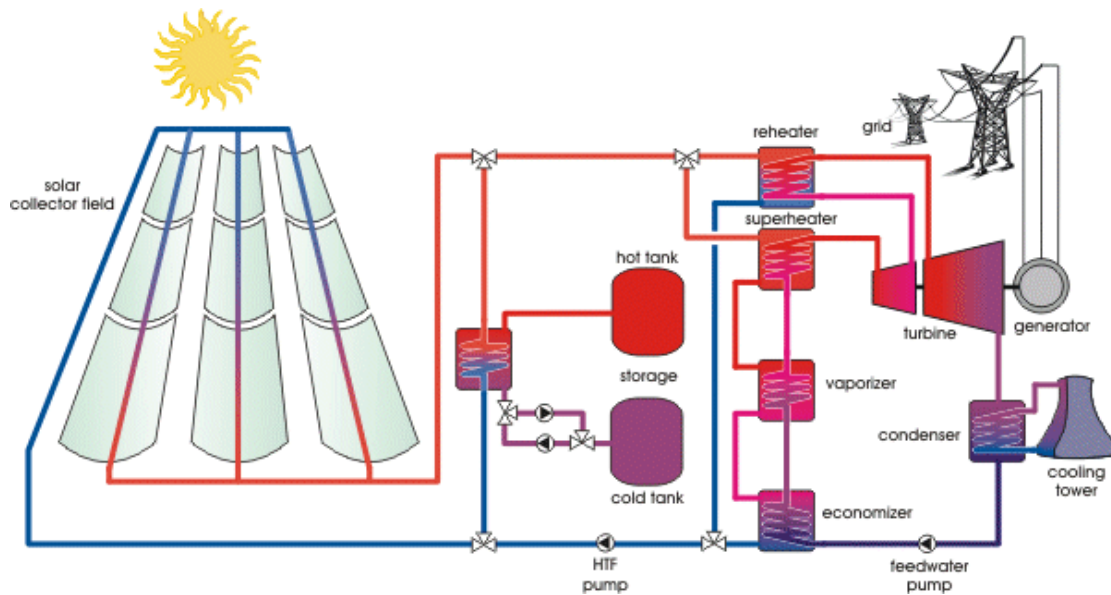 solar
collector field
reheater
grid
superheater
hot tank
storage
turbine
generator
vaporizer
condenser
cooling
tower
cold tank
economizer
HTF
pump
feedwater
pump